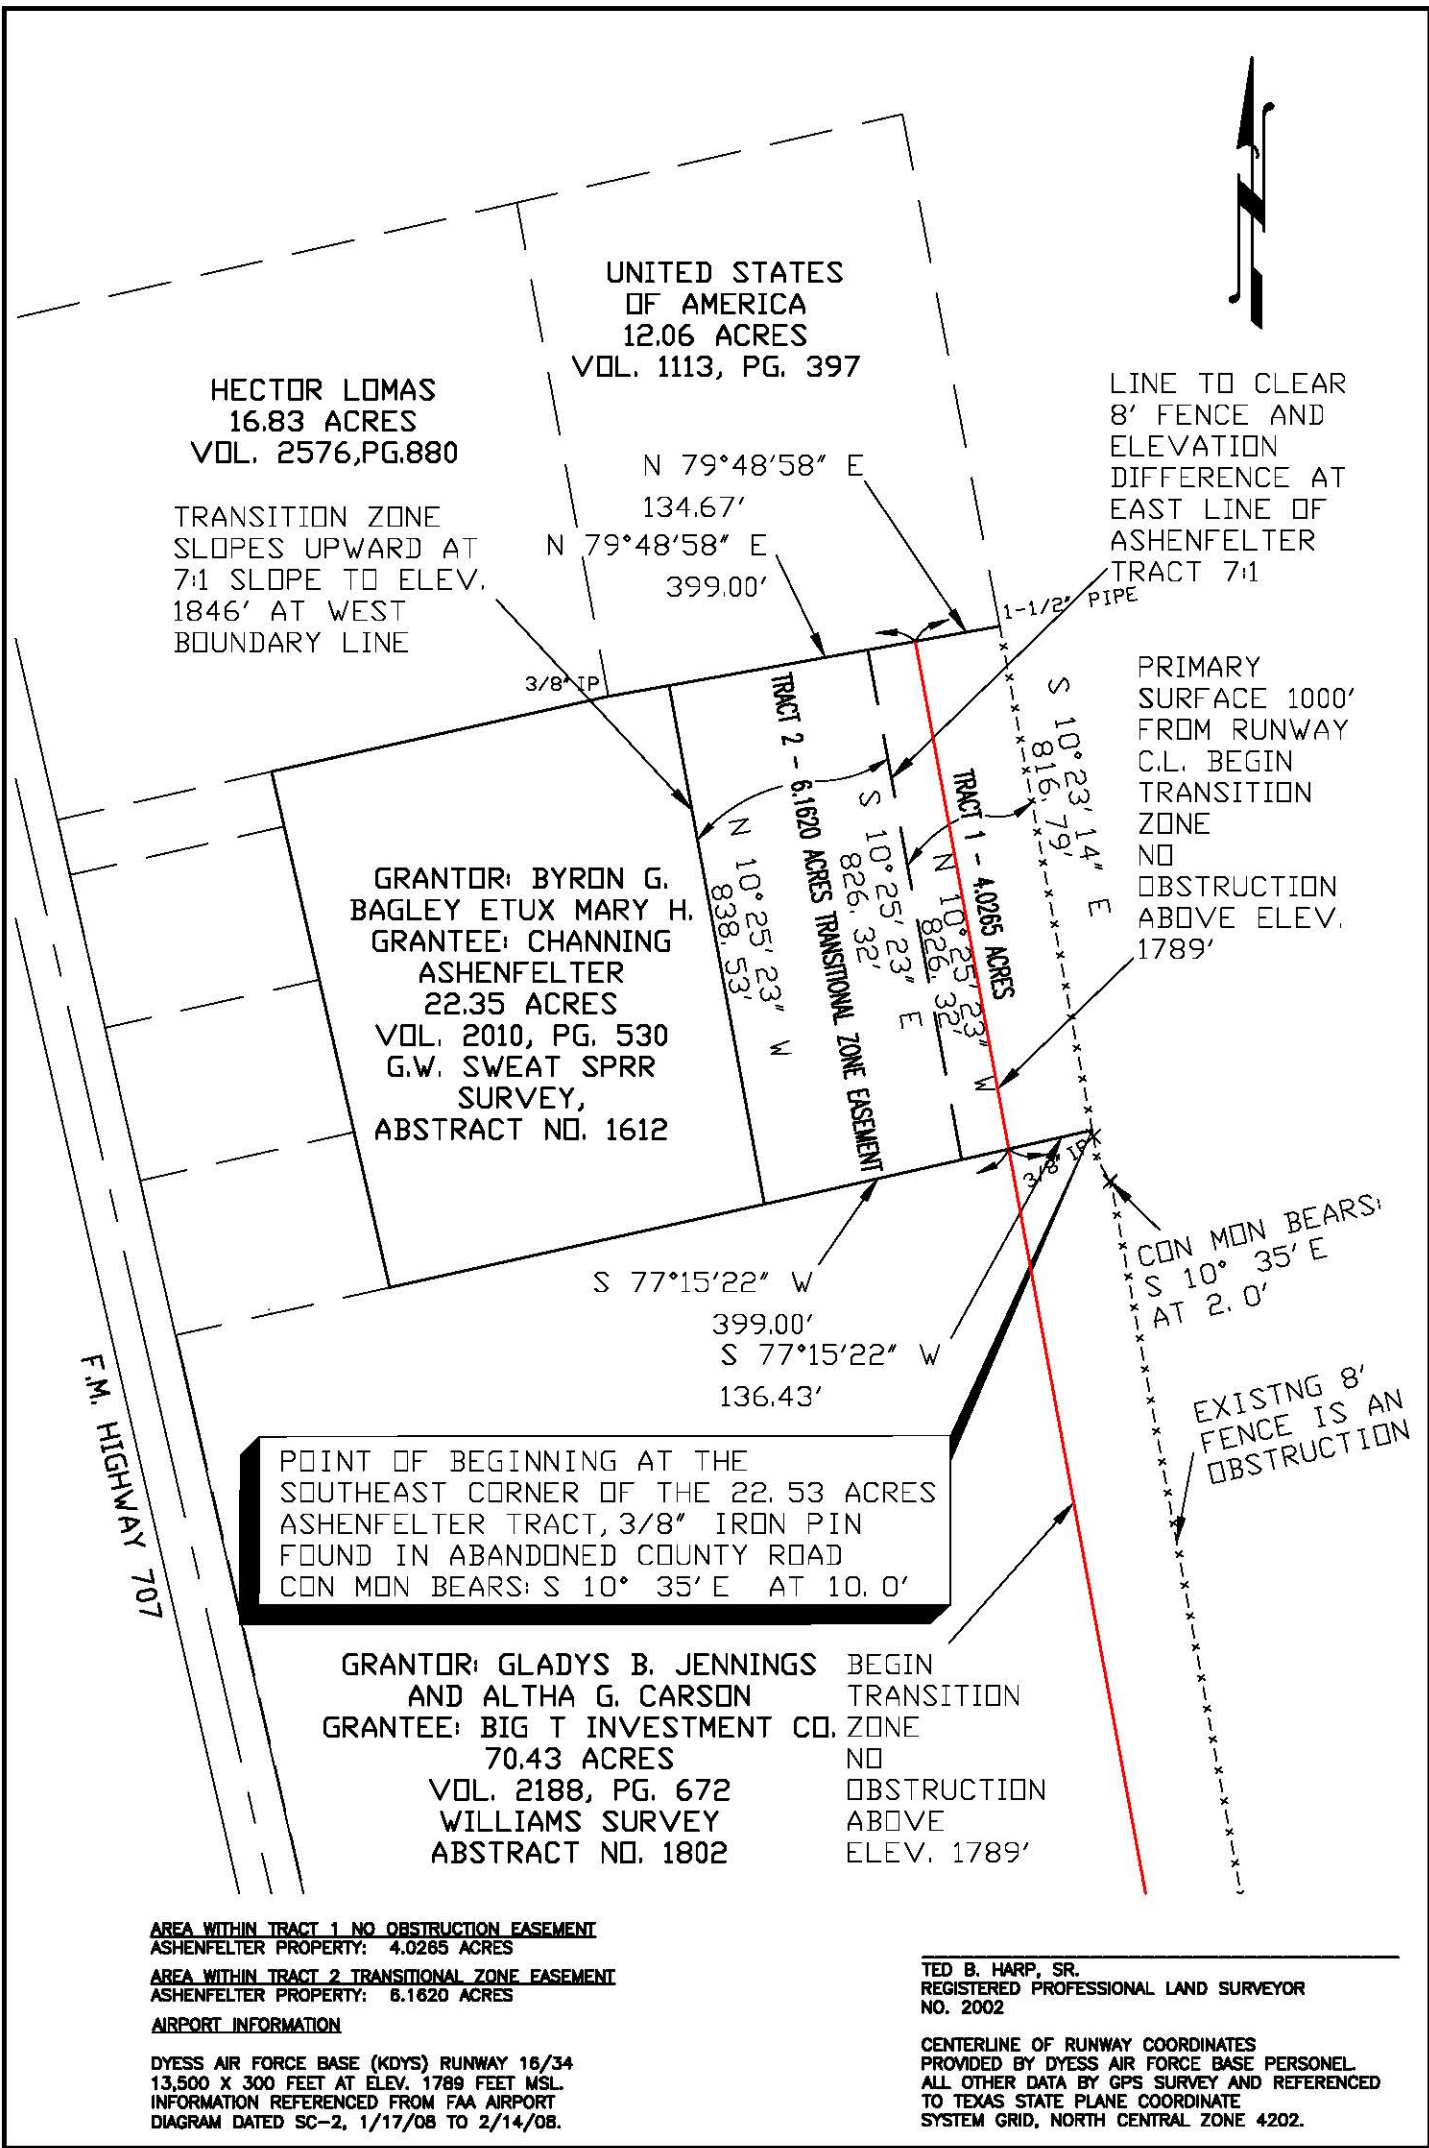 UNITED STATES
OF AMERICA
12.06 ACRES
VOL. 1113, PG. 397
HECTOR LOMAS
16.83 ACRES
VOL. 2576,PG.880
LINE TO CLEAR
8' FENCE AND
ELEVATION
DIFFERENCE AT
EAST LINE OF
ASHENFELTER
TRACT 7:1
N 79°48'58" E
134.67'
N 79°48'58" E
399.00'
TRANSITION ZONE
SLOPES UPWARD AT
7:1 SLOPE TO ELEV.
1846' AT WEST
BOUNDARY LINE
1-1/2" PIPE
3/8" IP
PRIMARY
SURFACE 1000'
FROM RUNWAY
C.L. BEGIN
TRANSITION
ZONE
NO
OBSTRUCTION
ABOVE ELEV.
1789'
S 10°23'14" E
816.79'
TRACT 1 - 4.0265 ACRES
N 10°25'23" W
826.32'
S 10°25'23" E
826.32'
TRACT 2 - 6.1620 ACRES TRANSITIONAL ZONE EASEMENT
N 10°25'23" W
838.53'
GRANTOR: BYRON G.
BAGLEY ETUX MARY H.
GRANTEE: CHANNING
ASHENFELTER
22.35 ACRES
VOL. 2010, PG. 530
G.W. SWEAT SPRR
SURVEY,
ABSTRACT NO. 1612
3/8" IP
CON MON BEARS:
S 10° 35' E
AT 2.0'
S 77°15'22" W
399.00'
S 77°15'22" W
136.43'
EXISTNG 8'
FENCE IS AN
OBSTRUCTION
F.M. HIGHWAY 707
POINT OF BEGINNING AT THE
SOUTHEAST CORNER OF THE 22.53 ACRES
ASHENFELTER TRACT, 3/8" IRON PIN
FOUND IN ABANDONED COUNTY ROAD
CON MON BEARS: S 10° 35' E AT 10.0'
GRANTOR: GLADYS B. JENNINGS
AND ALTHA G. CARSON
GRANTEE: BIG T INVESTMENT CO.
70.43 ACRES
VOL. 2188, PG. 672
WILLIAMS SURVEY
ABSTRACT NO. 1802
BEGIN
TRANSITION
ZONE
NO
OBSTRUCTION
ABOVE
ELEV. 1789'
AREA WITHIN TRACT 1 NO OBSTRUCTION EASEMENT
ASHENFELTER PROPERTY: 4.0265 ACRES
AREA WITHIN TRACT 2 TRANSITIONAL ZONE EASEMENT
ASHENFELTER PROPERTY: 6.1620 ACRES
AIRPORT INFORMATION
DYESS AIR FORCE BASE (KDYS) RUNWAY 16/34
13,500 X 300 FEET AT ELEV. 1789 FEET MSL.
INFORMATION REFERENCED FROM FAA AIRPORT
DIAGRAM DATED SC-2, 1/17/08 TO 2/14/08.
TED B. HARP, SR.
REGISTERED PROFESSIONAL LAND SURVEYOR
NO. 2002
CENTERLINE OF RUNWAY COORDINATES
PROVIDED BY DYESS AIR FORCE BASE PERSONEL.
ALL OTHER DATA BY GPS SURVEY AND REFERENCED
TO TEXAS STATE PLANE COORDINATE
SYSTEM GRID, NORTH CENTRAL ZONE 4202.